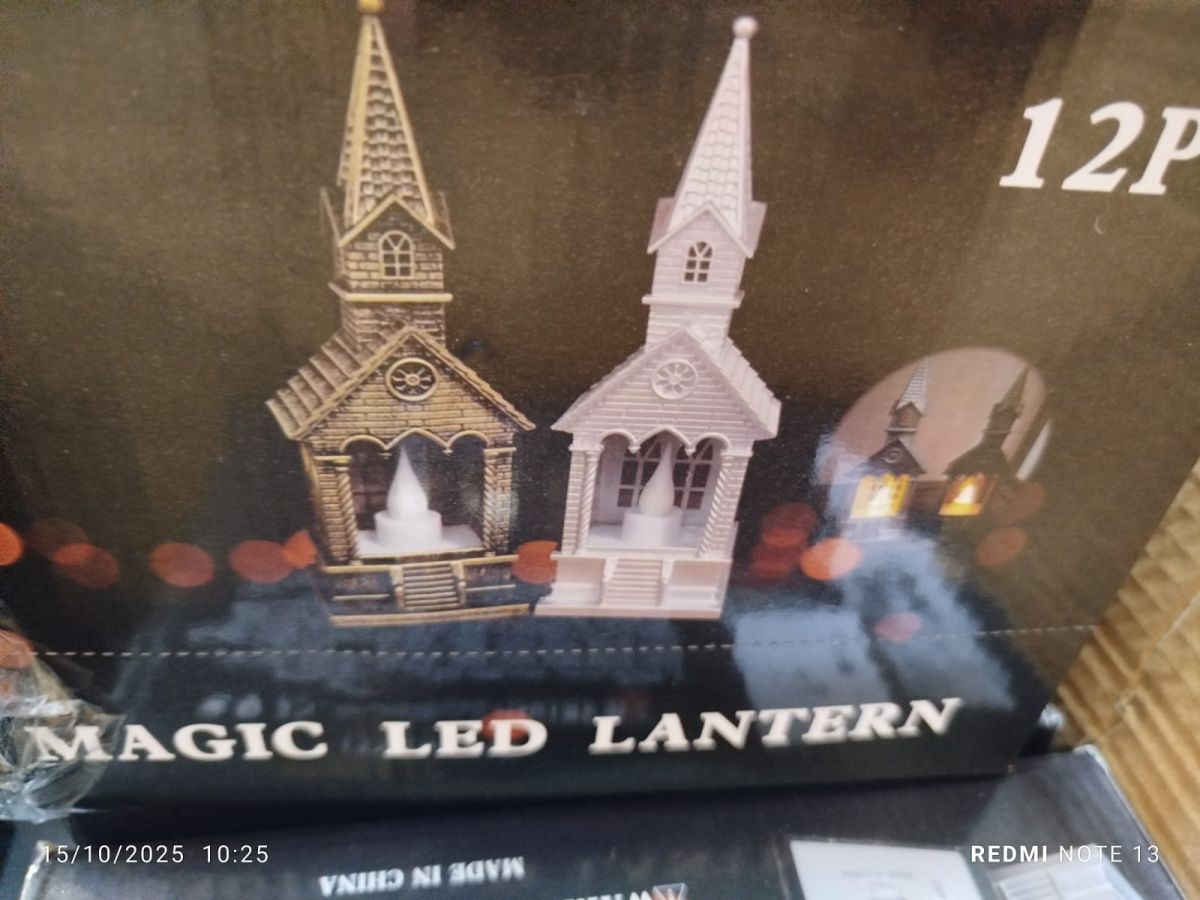 12P
MAGIC LED LANTERN
MADE IN CHINA
15/10/2025 10:25
REDMI NOTE 13